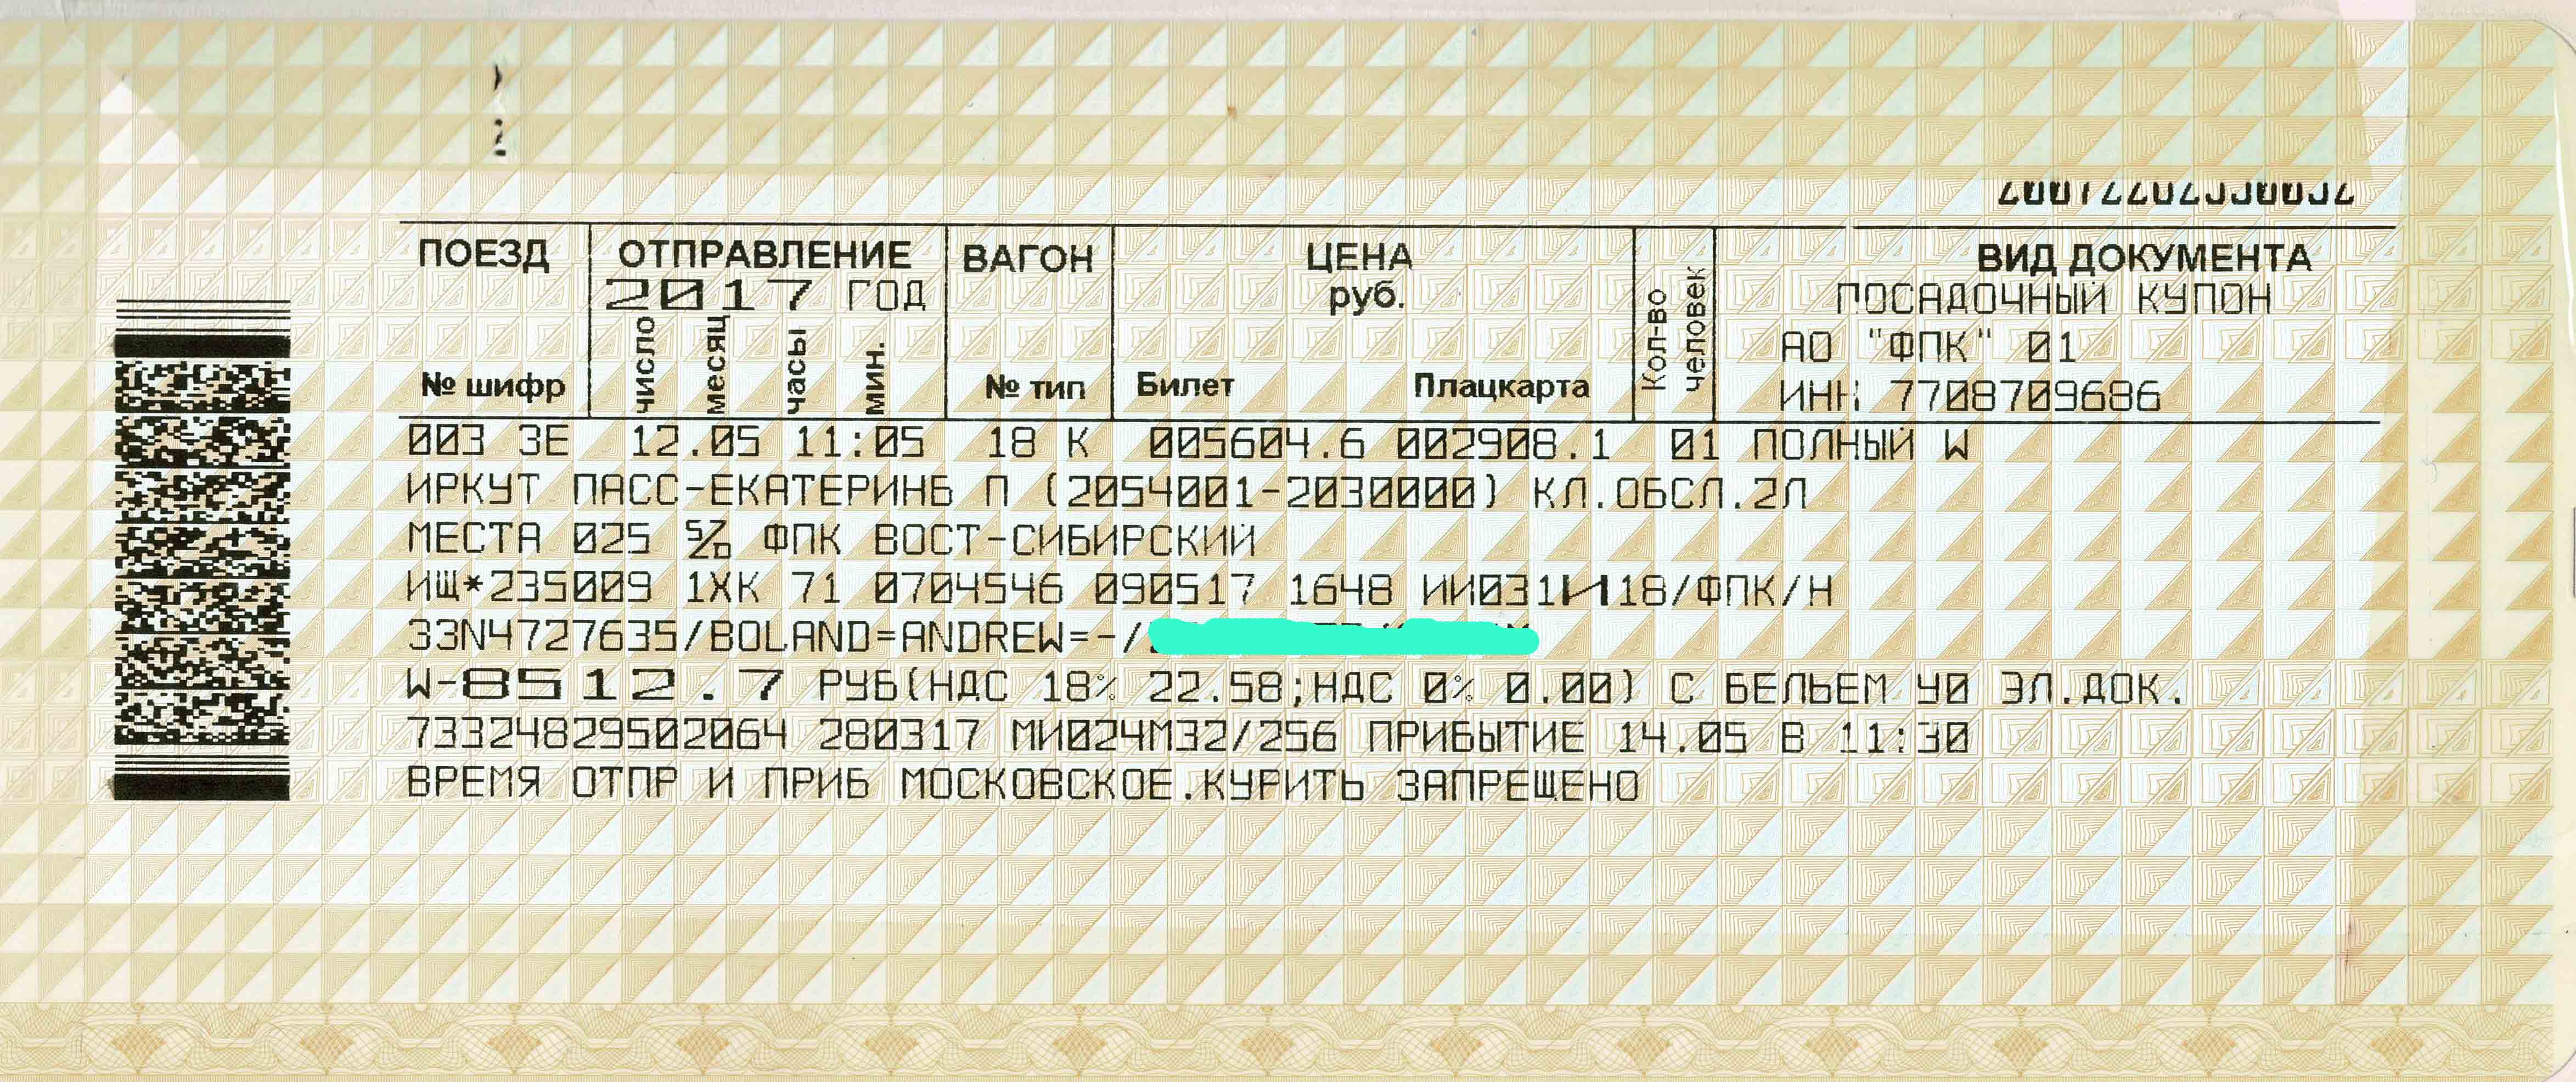 ПОЕЗД ОТПРАВЛЕНИЕ ВАГОН ЦЕНА Кол-во человек ВИД ДОКУМЕНТА
2017 ГОД руб. ПОСАДОЧНЫЙ КУПОН
АО "ФПК" 01
№ шифр число месяц часы мин. № тип Билет Плацкарта ИНН 7708709686
003 ЗЕ 12.05 11:05 18 К 005604.6 002908.1 01 ПОЛНЫЙ W
ИРКУТ ПАСС-ЕКАТЕРИНБ П (2054001-2030000) КЛ.ОБСЛ.2Л
МЕСТА 025 ФПК ВОСТ-СИБИРСКИЙ
ИЩ*235009 1ХК 71 0704546 090517 1648 ИИ031И18/ФПК/Н
ЗЗN4727635/BOLAND=ANDREW=-/
W-8512.7 РУБ(НДС 18% 22.58;НДС 0% 0.00) С БЕЛЬЕМ У0 ЭЛ.ДОК.
73324829502064 280317 МИ024М32/256 ПРИБЫТИЕ 14.05 В 11:30
ВРЕМЯ ОТПР И ПРИБ МОСКОВСКОЕ.КУРИТЬ ЗАПРЕЩЕНО